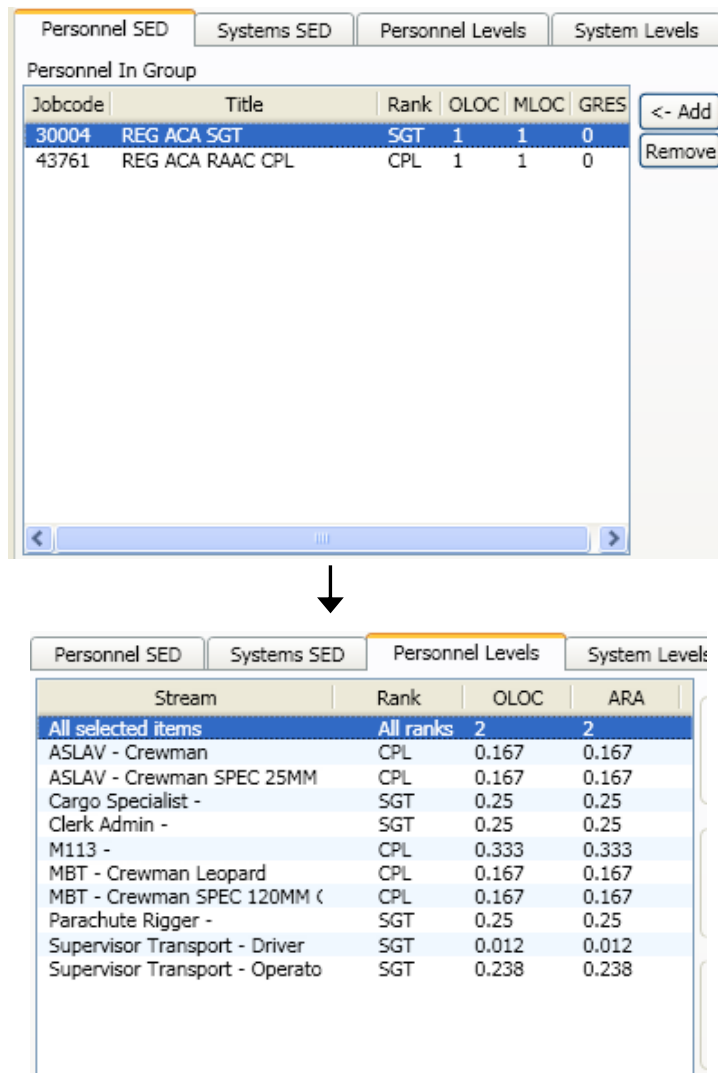 Personnel SED Systems SED Personnel Levels System Levels
Personnel In Group
Jobcode Title Rank OLOC MLOC GRES
<- Add
30004 REG ACA SGT SGT 1 1 0
43761 REG ACA RAAC CPL CPL 1 1 0
Remove
Personnel SED Systems SED Personnel Levels System Levels
Stream Rank OLOC ARA
All selected items All ranks 2 2
ASLAV - Crewman CPL 0.167 0.167
ASLAV - Crewman SPEC 25MM CPL 0.167 0.167
Cargo Specialist - SGT 0.25 0.25
Clerk Admin - SGT 0.25 0.25
M113 - CPL 0.333 0.333
MBT - Crewman Leopard CPL 0.167 0.167
MBT - Crewman SPEC 120MM ( CPL 0.167 0.167
Parachute Rigger - SGT 0.25 0.25
Supervisor Transport - Driver SGT 0.012 0.012
Supervisor Transport - Operato SGT 0.238 0.238